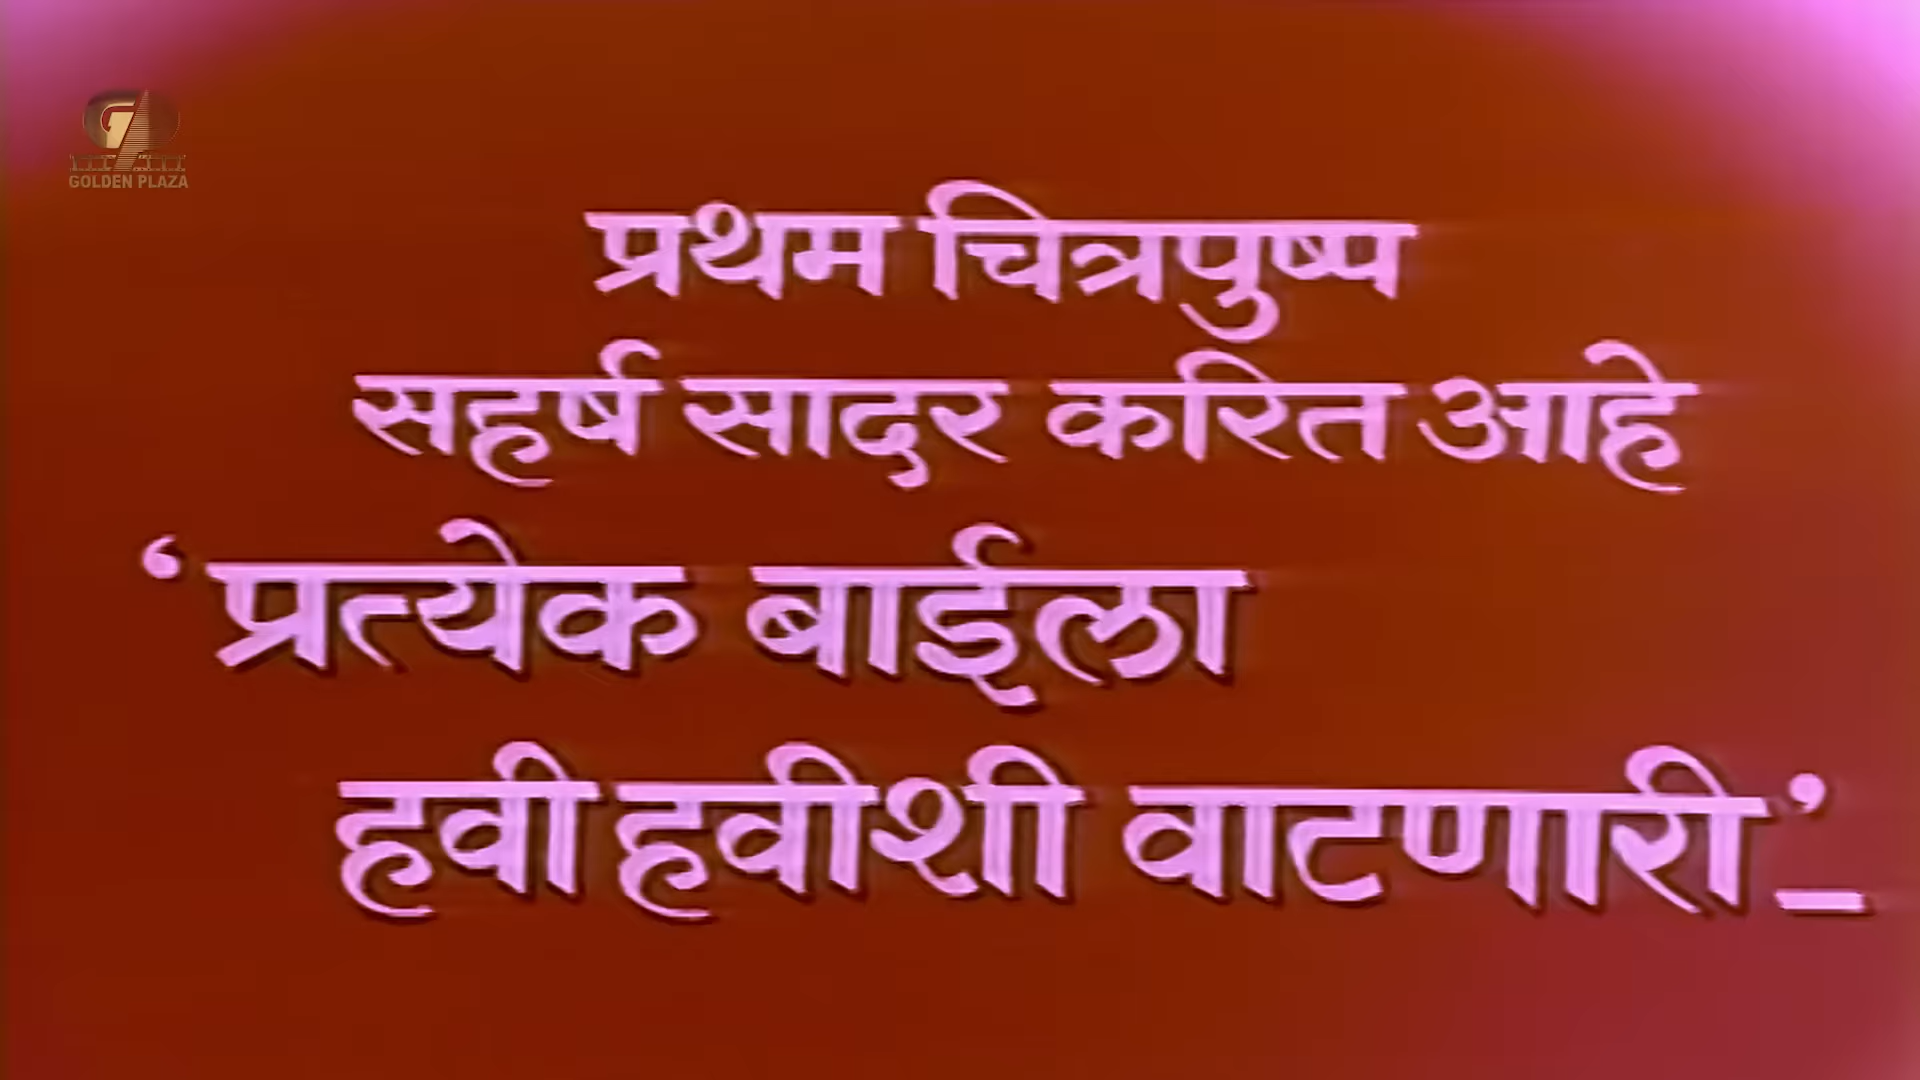 GOLDEN PLAZA
प्रथम चित्रपुष्प
सहर्ष सादर करित आहे
‘प्रत्येक बाईला
हवी हवीशी वाटणारी’_